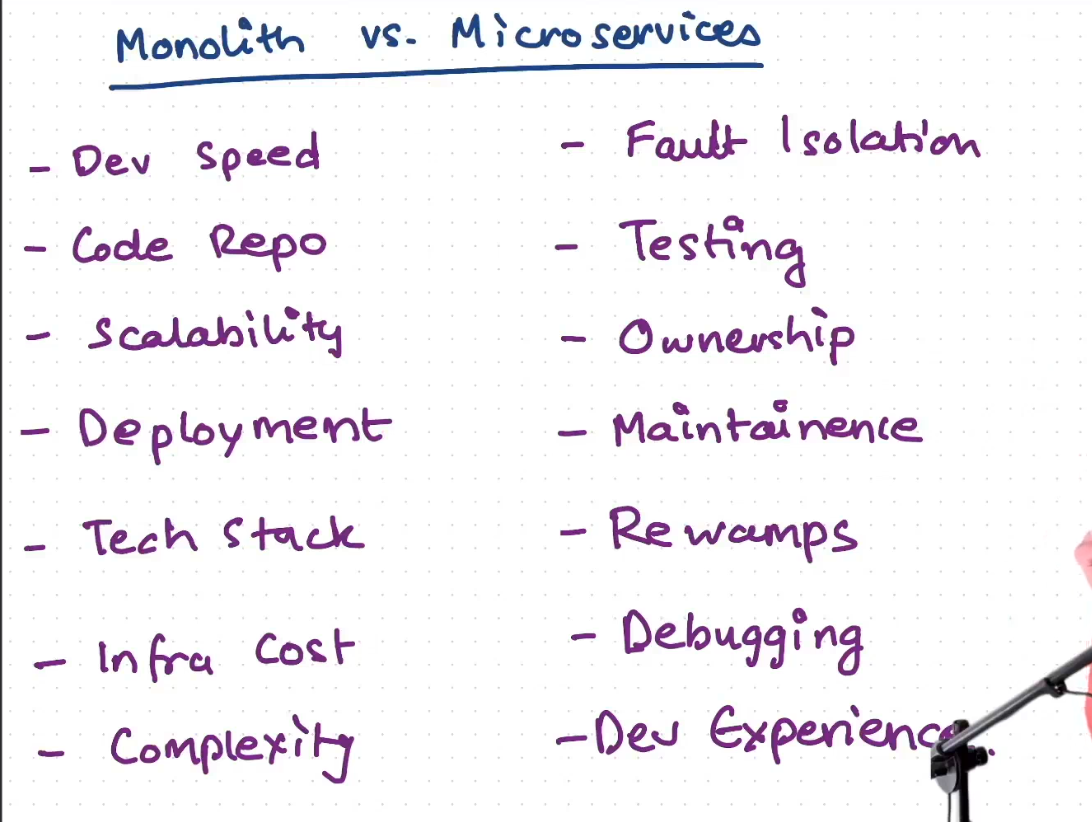 Monolith vs. Microservices
- Dev Speed
- Code Repo
- Scalability
- Deployment
- Tech Stack
- Infra Cost
- Complexity
- Fault Isolation
- Testing
- Ownership
- Maintainence
- Rewamps
- Debugging
- Dev Experience.